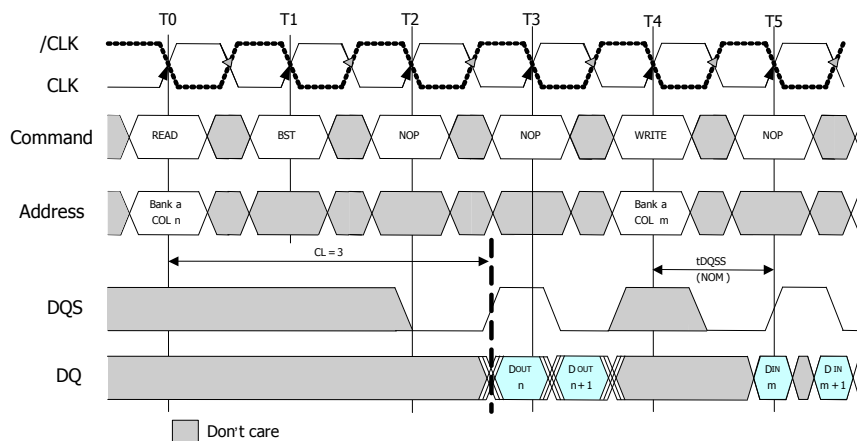 T0 T1 T2 T3 T4 T5
/CLK
CLK
Command READ BST NOP NOP WRITE NOP
Address Bank a COL n Bank a COL m
CL = 3 tDQSS (NOM)
DQS
DQ DOUT n DOUT n+1 DIN m DIN m+1
Don't care